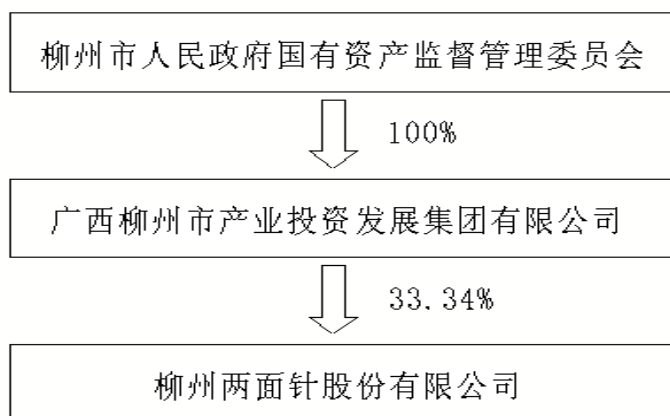 柳州市人民政府国有资产监督管理委员会
100%
广西柳州市产业投资发展集团有限公司
33.34%
柳州两面针股份有限公司